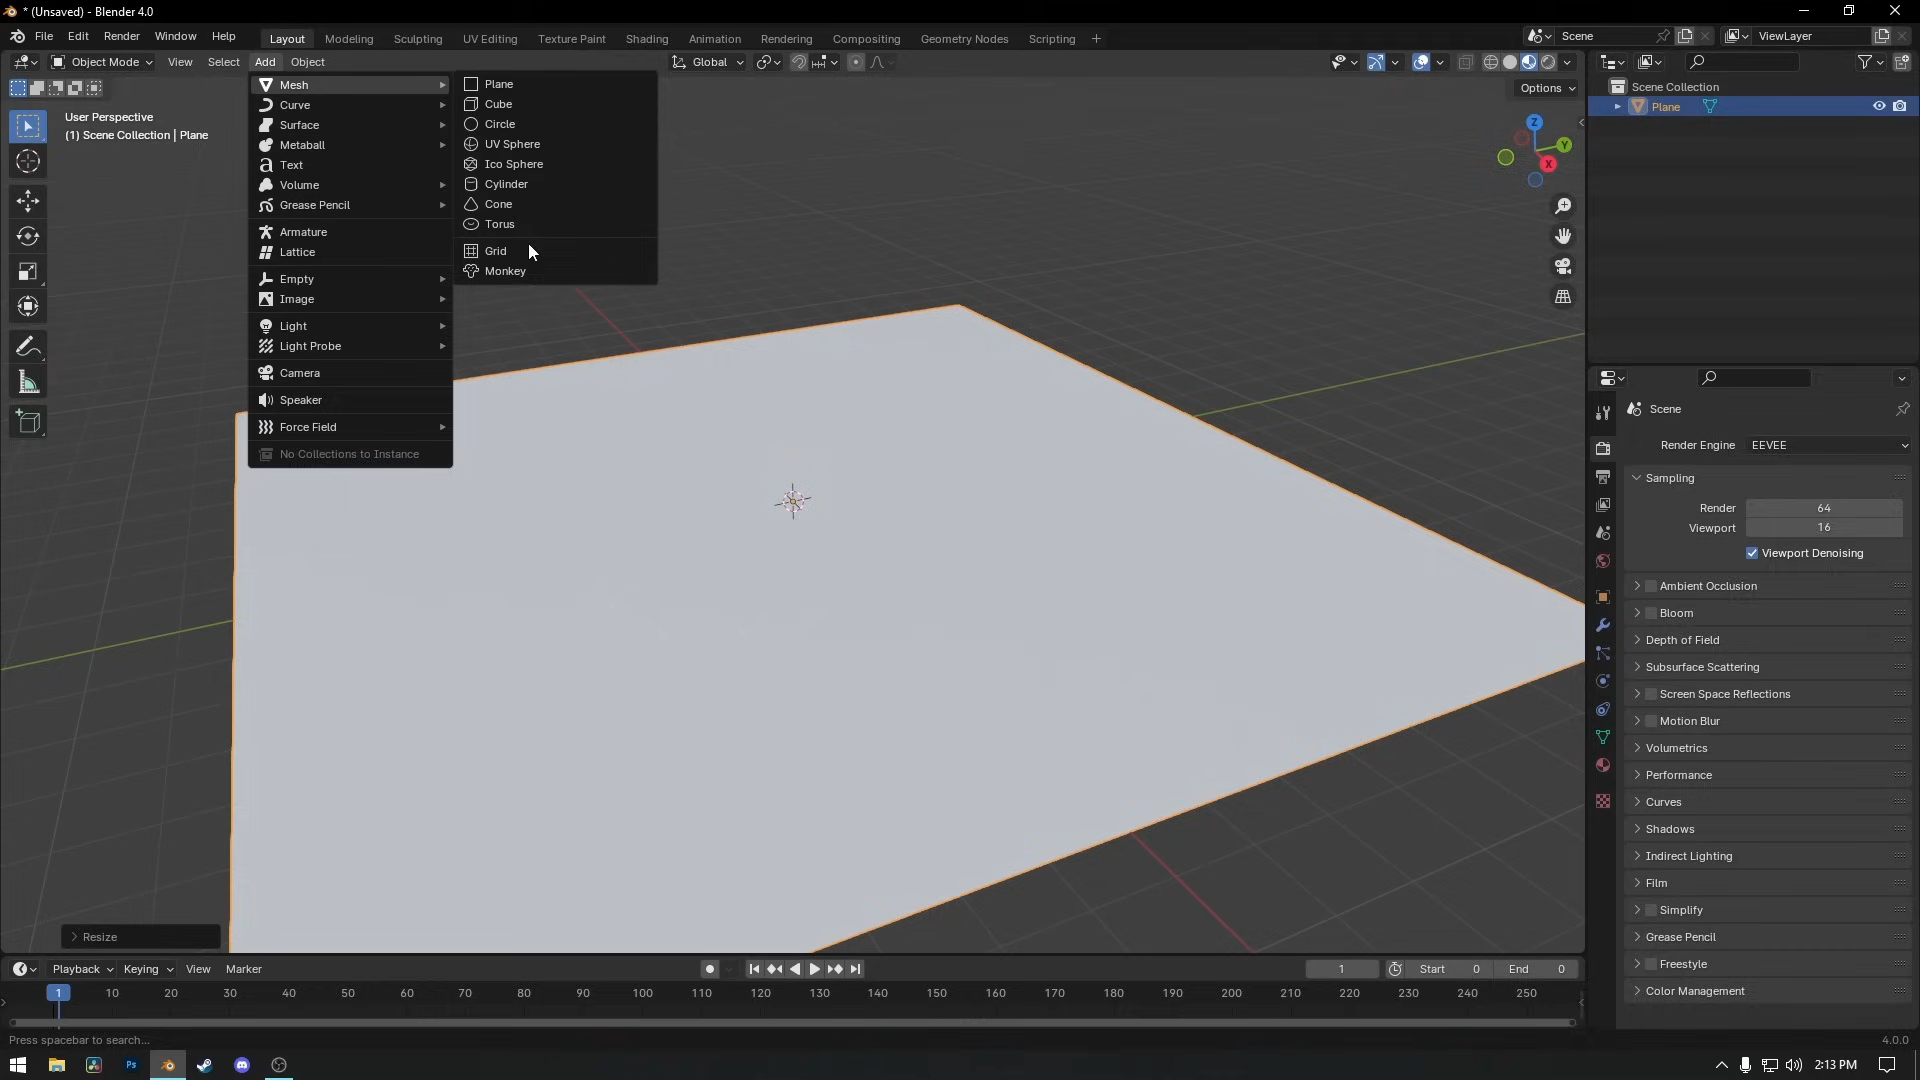 * (Unsaved) - Blender 4.0
File Edit Render Window Help
Layout Modeling Sculpting UV Editing Texture Paint Shading Animation Rendering Compositing Geometry Nodes Scripting +
Scene
ViewLayer
Object Mode View Select Add Object
Global
Options
User Perspective
(1) Scene Collection | Plane
Mesh
Curve
Surface
Metaball
Text
Volume
Grease Pencil
Armature
Lattice
Empty
Image
Light
Light Probe
Camera
Speaker
Force Field
No Collections to Instance
Plane
Cube
Circle
UV Sphere
Ico Sphere
Cylinder
Cone
Torus
Grid
Monkey
Z
Y
X
Scene Collection
Plane
Scene
Render Engine EEVEE
Sampling
Render 64
Viewport 16
Viewport Denoising
Ambient Occlusion
Bloom
Depth of Field
Subsurface Scattering
Screen Space Reflections
Motion Blur
Volumetrics
Performance
Curves
Shadows
Indirect Lighting
Film
Simplify
Grease Pencil
Freestyle
Color Management
Resize
Playback Keying View Marker
1 Start 0 End 0
1 10 20 30 40 50 60 70 80 90 100 110 120 130 140 150 160 170 180 190 200 210 220 230 240 250
Press spacebar to search...
4.0.0
Ps
2:13 PM